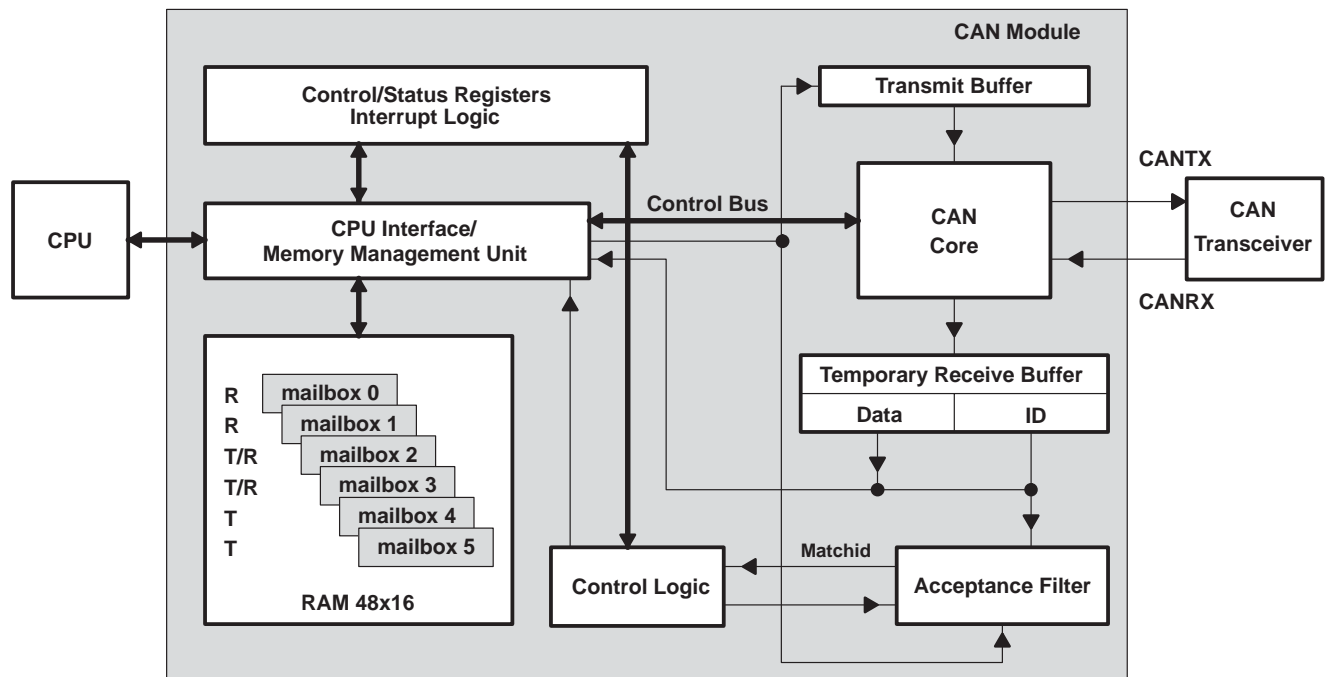 CAN Module
Control/Status Registers
Interrupt Logic
Transmit Buffer
CANTX
CPU
CPU Interface/
Memory Management Unit
Control Bus
CAN
Core
CAN
Transceiver
CANRX
Temporary Receive Buffer
Data
ID
R mailbox 0
R mailbox 1
T/R mailbox 2
T/R mailbox 3
T mailbox 4
T mailbox 5
RAM 48x16
Control Logic
Matchid
Acceptance Filter